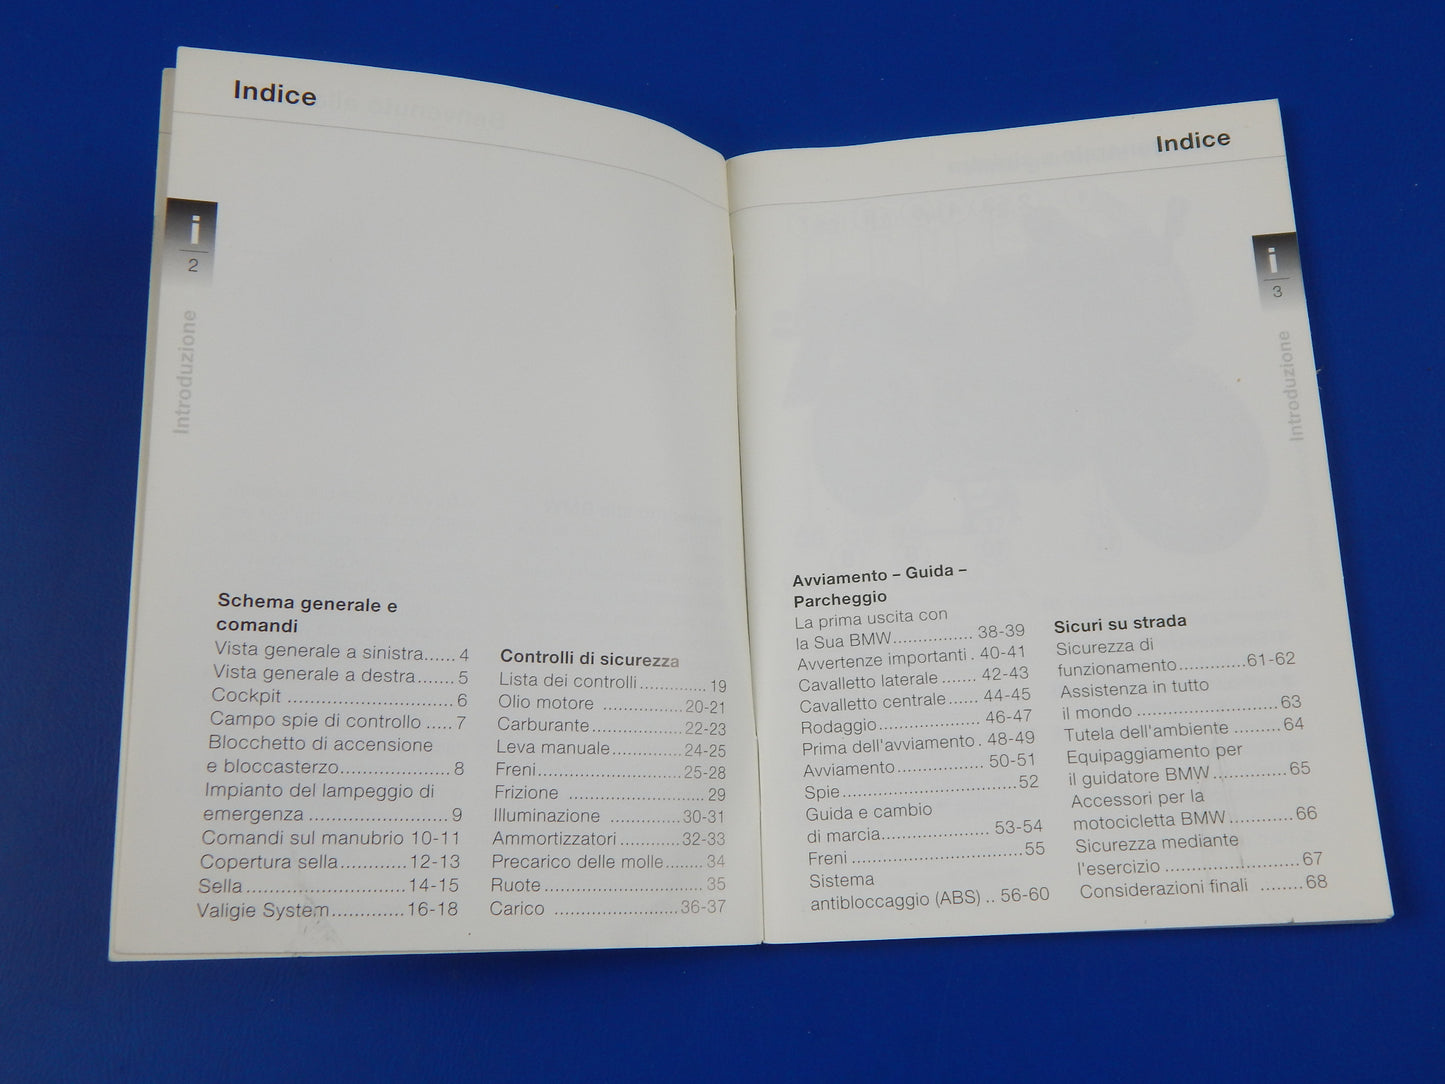 Indice
i
2
Introduzione
Schema generale e
comandi
Vista generale a sinistra...... 4
Vista generale a destra....... 5
Cockpit .............................. 6
Campo spie di controllo ..... 7
Blocchetto di accensione
e bloccasterzo.................... 8
Impianto del lampeggio di
emergenza ......................... 9
Comandi sul manubrio 10-11
Copertura sella............ 12-13
Sella............................. 14-15
Valigie System............. 16-18
Controlli di sicurezza
Lista dei controlli............. 19
Olio motore ............... 20-21
Carburante................. 22-23
Leva manuale............. 24-25
Freni........................... 25-28
Frizione .......................... 29
Illuminazione ............. 30-31
Ammortizzatori............ 32-33
Precarico delle molle....... 34
Ruote.............................. 35
Carico ........................ 36-37
Indice
i
3
Introduzione
Avviamento – Guida –
Parcheggio
La prima uscita con
la Sua BMW................ 38-39
Avvertenze importanti . 40-41
Cavalletto laterale ....... 42-43
Cavalletto centrale...... 44-45
Rodaggio.................... 46-47
Prima dell'avviamento . 48-49
Avviamento................. 50-51
Spie................................. 52
Guida e cambio
di marcia..................... 53-54
Freni ................................ 55
Sistema
antibloccaggio (ABS) .. 56-60
Sicuri su strada
Sicurezza di
funzionamento............. 61-62
Assistenza in tutto
il mondo ........................... 63
Tutela dell'ambiente ......... 64
Equipaggiamento per
il guidatore BMW.............. 65
Accessori per la
motocicletta BMW............ 66
Sicurezza mediante
l'esercizio .......................... 67
Considerazioni finali ........ 68